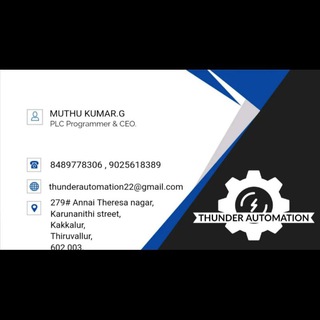 MUTHU KUMAR.G
PLC Programmer & CEO.
8489778306 , 9025618389
thunderautomation22@gmail.com
279# Annai Theresa nagar,
Karunanithi street,
Kakkalur,
Thiruvallur,
602 003
THUNDER AUTOMATION